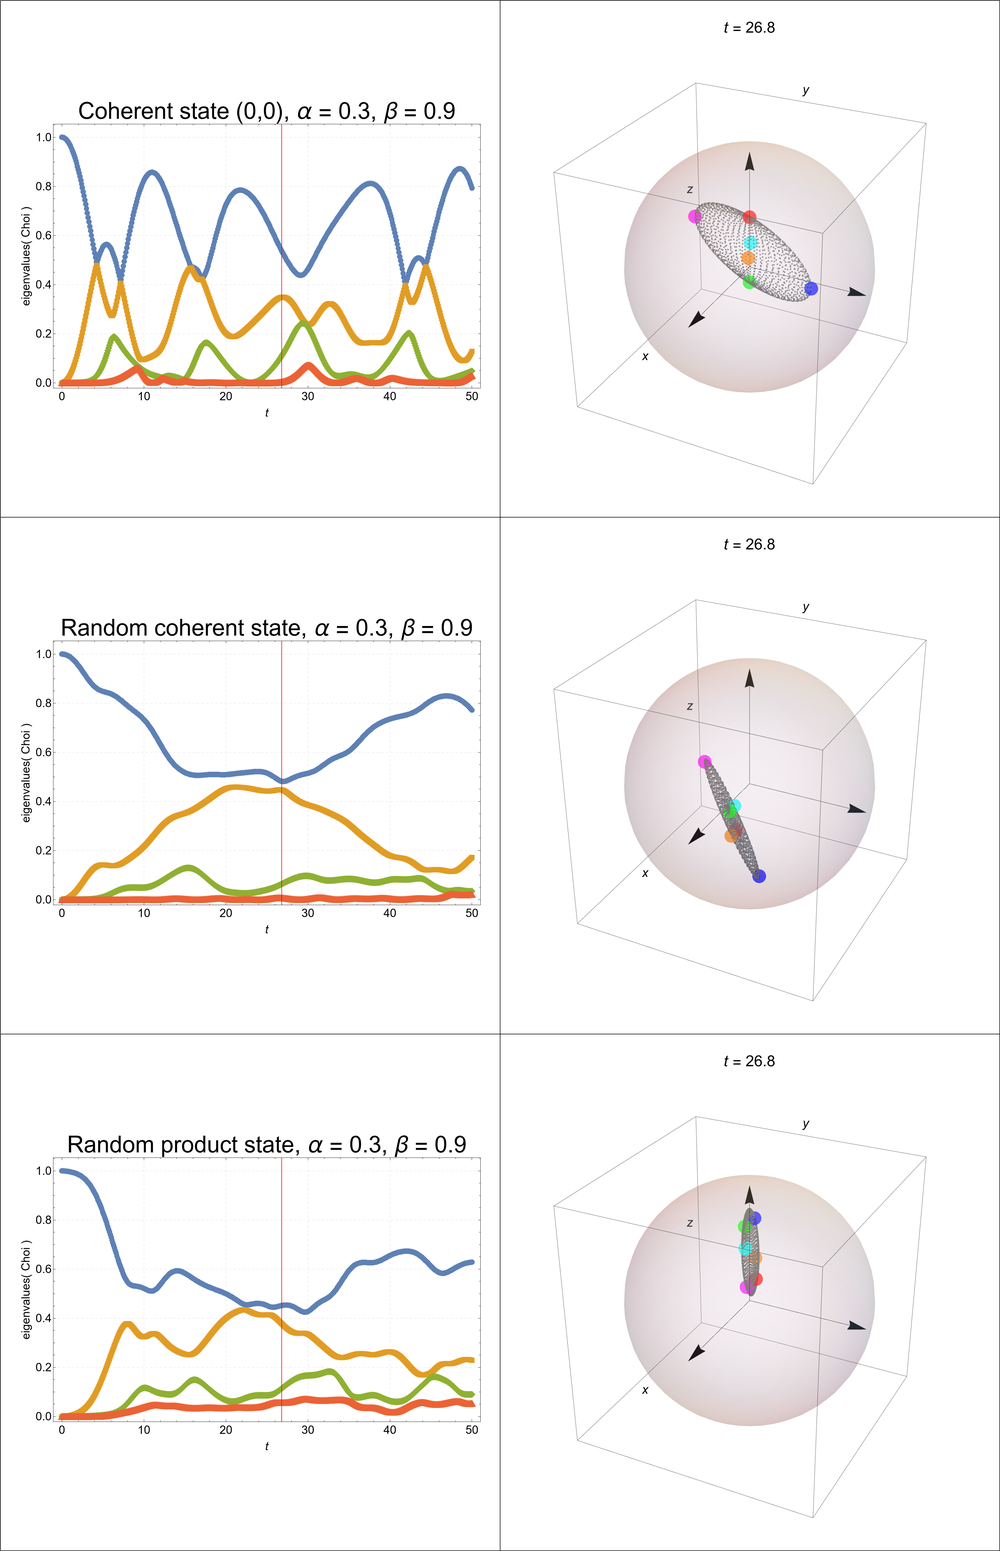 Coherent state (0,0), α = 0.3, β = 0.9
eigenvalues( Choi )
1.0
0.8
0.6
0.4
0.2
0.0
0 10 20 30 40 50
t
t = 26.8
y
z
x
Random coherent state, α = 0.3, β = 0.9
eigenvalues( Choi )
1.0
0.8
0.6
0.4
0.2
0.0
0 10 20 30 40 50
t
t = 26.8
y
z
x
Random product state, α = 0.3, β = 0.9
eigenvalues( Choi )
1.0
0.8
0.6
0.4
0.2
0.0
0 10 20 30 40 50
t
t = 26.8
y
z
x